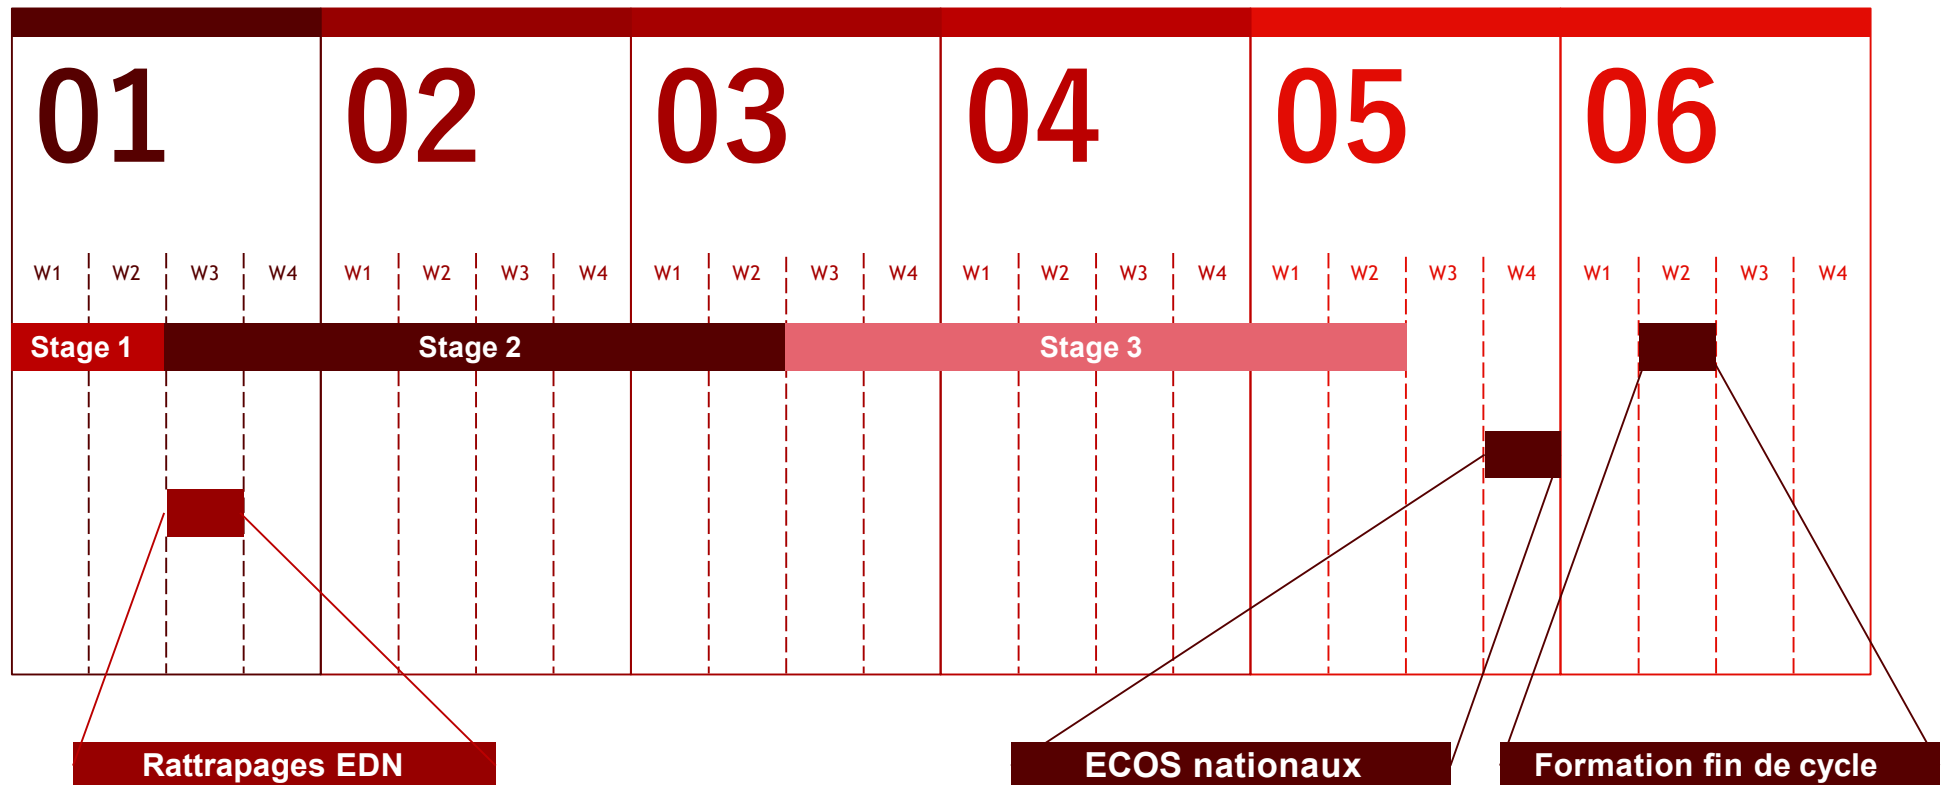 01 02 03 04 05 06
W1 W2 W3 W4 W1 W2 W3 W4 W1 W2 W3 W4 W1 W2 W3 W4 W1 W2 W3 W4 W1 W2 W3 W4
Stage 1 Stage 2 Stage 3
Rattrapages EDN ECOS nationaux Formation fin de cycle